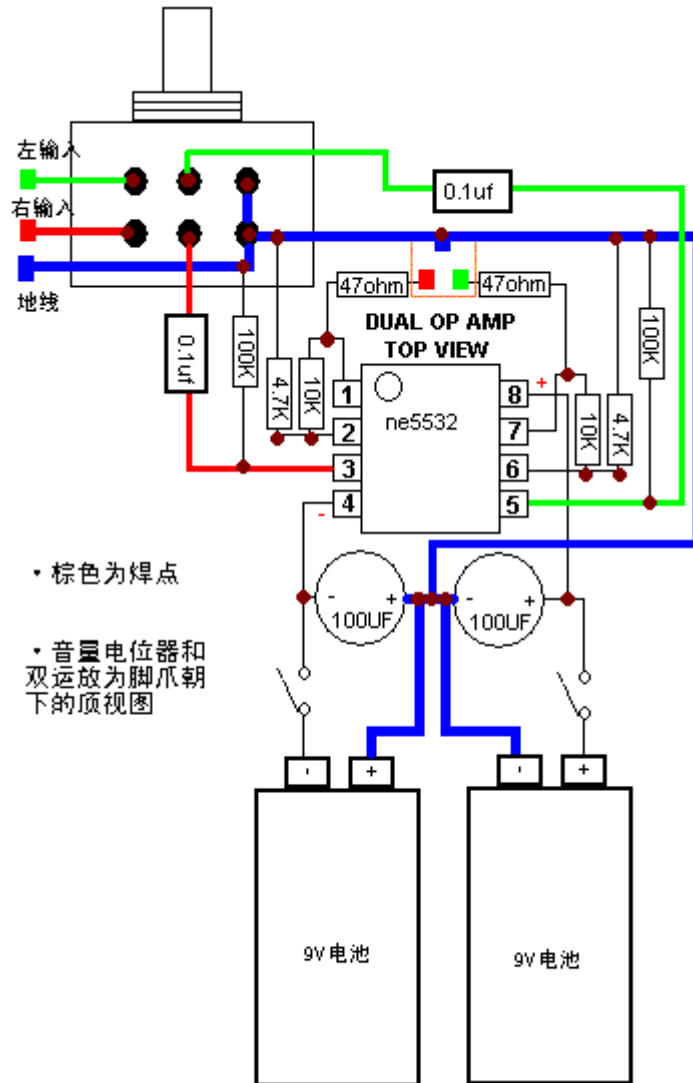 左输入
0.1uf
右输入
47ohm
47ohm
地线
DUAL OP AMP
TOP VIEW
0.1uf
100K
4.7K
10K
1
8
+
ne5532
100K
2
7
10K
4.7K
3
6
4
5
-
• 棕色为焊点
- +
100UF
- +
100UF
• 音量电位器和
双运放为脚爪朝
下的顶视图
- +
- +
9V电池
9V电池